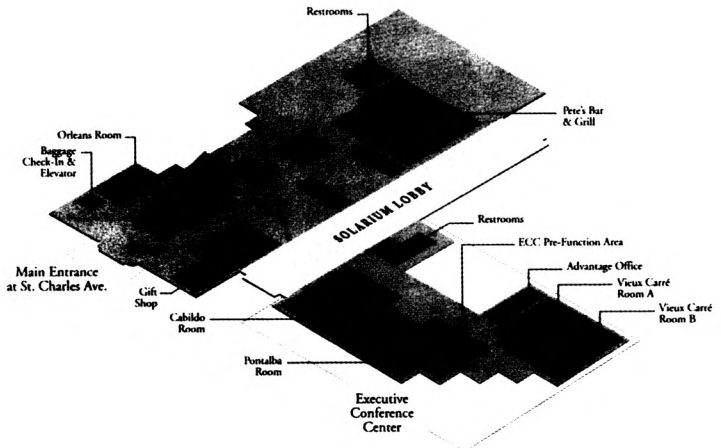 Restrooms
Pete's Bar
& Grill
Orleans Room
Baggage
Check-In &
Elevator
SOLARIUM LOBBY
Restrooms
ECC Pre-Function Area
Main Entrance
at St. Charles Ave.
Advantage Office
Gift
Shop
Vieux Carré
Room A
Cabildo
Room
Vieux Carré
Room B
Pontalba
Room
Executive
Conference
Center